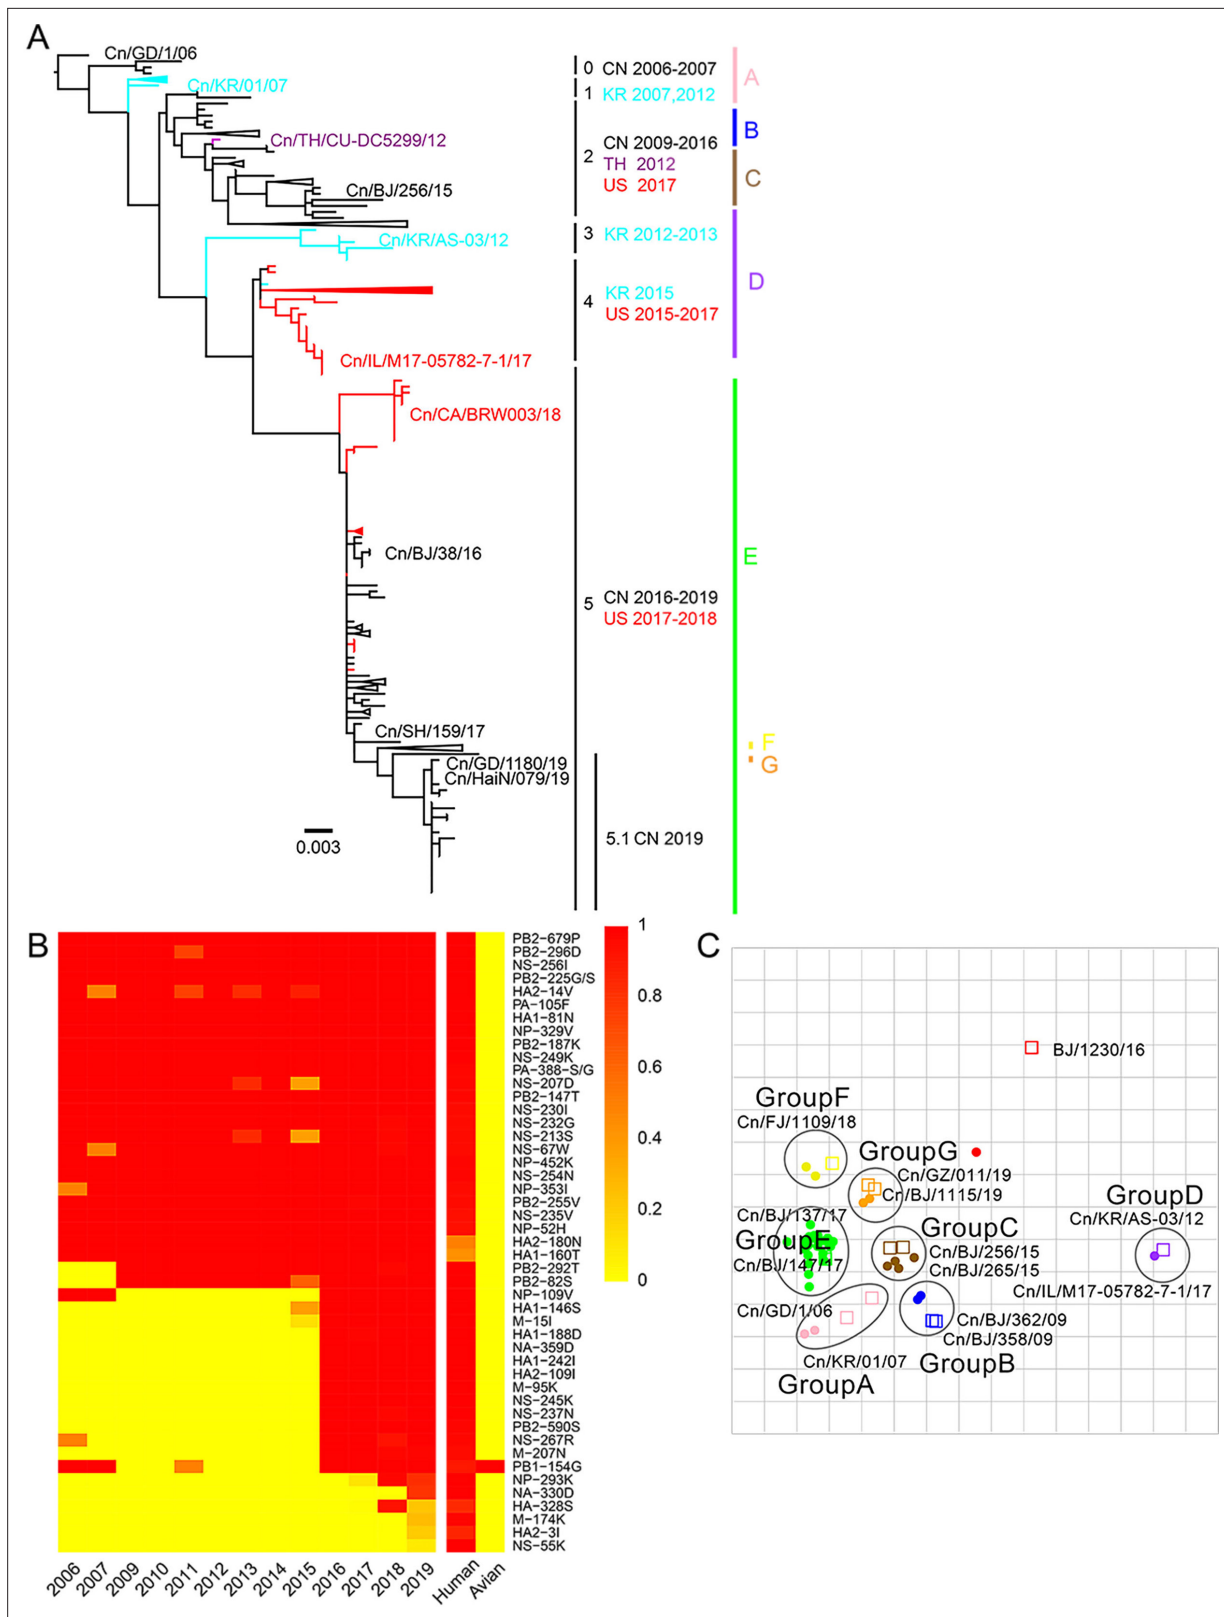 A
Cn/GD/1/06
Cn/KR/01/07
Cn/TH/CU-DC5299/12
Cn/BJ/256/15
Cn/KR/AS-03/12
Cn/IL/M17-05782-7-1/17
Cn/CA/BRW003/18
Cn/BJ/38/16
Cn/SH/159/17
Cn/GD/1180/19
Cn/HaiN/079/19
0.003
0 CN 2006-2007
1 KR 2007,2012
2
CN 2009-2016
TH 2012
US 2017
3 KR 2012-2013
4
KR 2015
US 2015-2017
5
CN 2016-2019
US 2017-2018
5.1 CN 2019
A
B
C
D
E
F
G
B
PB2-679P
PB2-296D
NS-256I
PB2-225G/S
HA2-14V
PA-105F
HA1-81N
NP-329V
PB2-187K
NS-249K
PA-388-S/G
NS-207D
PB2-147T
NS-230I
NS-232G
NS-213S
NS-67W
NP-452K
NS-254N
NP-353I
PB2-255V
NS-235V
NP-52H
HA2-180N
HA1-160T
PB2-292T
PB2-82S
NP-109V
HA1-146S
M-15I
HA1-188D
NA-359D
HA1-242I
HA2-109I
M-95K
NS-245K
NS-237N
PB2-590S
NS-267R
M-207N
PB1-154G
NP-293K
NA-330D
HA-328S
M-174K
HA2-3I
NS-55K
2006 2007 2009 2010 2011 2012 2013 2014 2015 2016 2017 2018 2019 Human Avian
1
0.8
0.6
0.4
0.2
0
C
BJ/1230/16
GroupF
Cn/FJ/1109/18
GroupG
Cn/GZ/011/19
Cn/BJ/1115/19
GroupD
Cn/KR/AS-03/12
Cn/IL/M17-05782-7-1/17
Cn/BJ/137/17
GroupE
Cn/BJ/147/17
GroupC
Cn/BJ/256/15
Cn/BJ/265/15
Cn/GD/1/06
Cn/KR/01/07
GroupA
Cn/BJ/362/09
Cn/BJ/358/09
GroupB